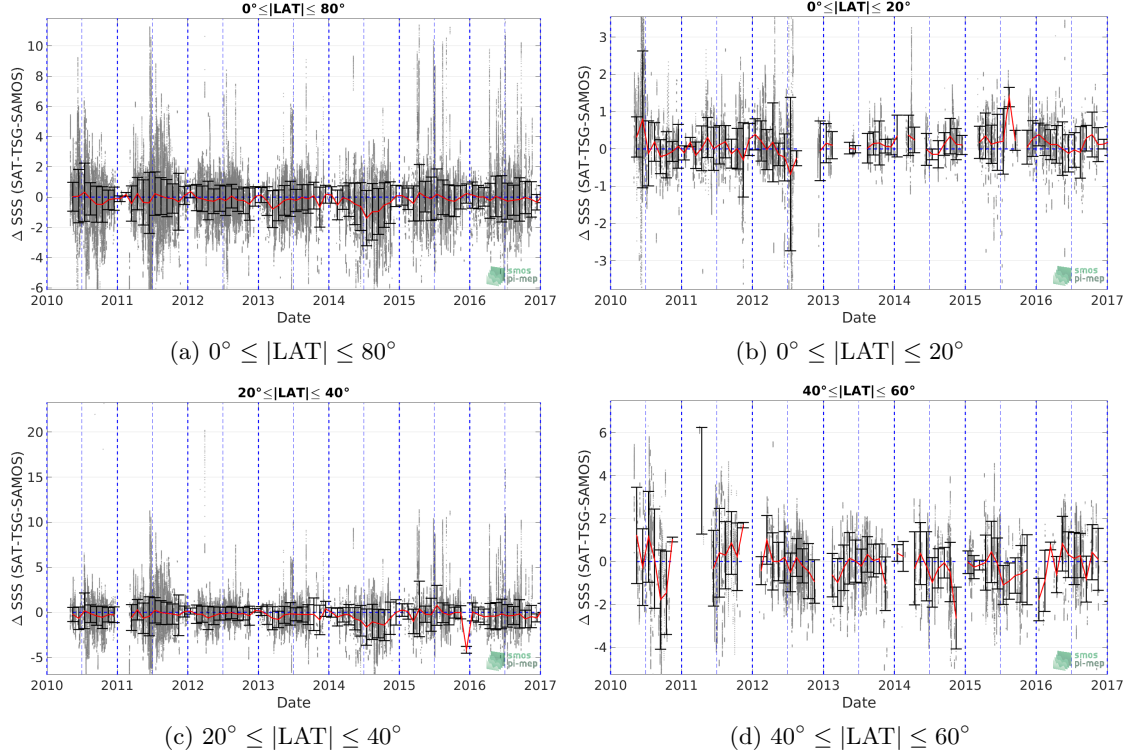 0°≤|LAT|≤ 80°
Δ SSS (SAT-TSG-SAMOS)
10
8
6
4
2
0
-2
-4
-6
2010 2011 2012 2013 2014 2015 2016 2017
Date
smos
pi-mep
(a) 0° ≤ |LAT| ≤ 80°
0°≤|LAT|≤ 20°
Δ SSS (SAT-TSG-SAMOS)
3
2
1
0
-1
-2
-3
2010 2011 2012 2013 2014 2015 2016 2017
Date
smos
pi-mep
(b) 0° ≤ |LAT| ≤ 20°
20°≤|LAT|≤ 40°
Δ SSS (SAT-TSG-SAMOS)
20
15
10
5
0
-5
2010 2011 2012 2013 2014 2015 2016 2017
Date
smos
pi-mep
(c) 20° ≤ |LAT| ≤ 40°
40°≤|LAT|≤ 60°
Δ SSS (SAT-TSG-SAMOS)
6
4
2
0
-2
-4
2010 2011 2012 2013 2014 2015 2016 2017
Date
smos
pi-mep
(d) 40° ≤ |LAT| ≤ 60°